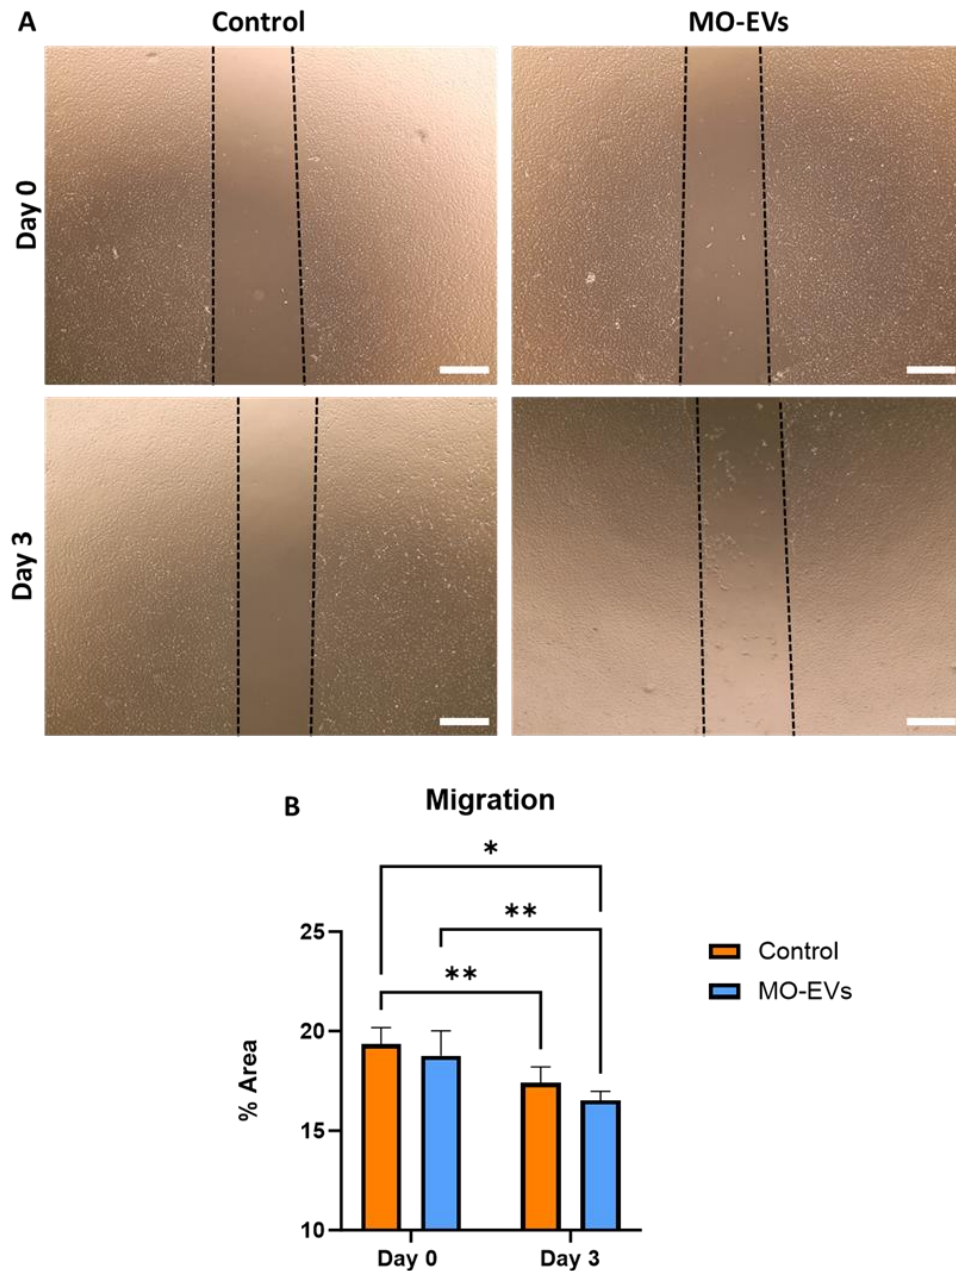 A
Control
MO-EVs
Day 0
Day 3
B
Migration
*
**
**
25
20
15
10
% Area
Day 0
Day 3
Control
MO-EVs